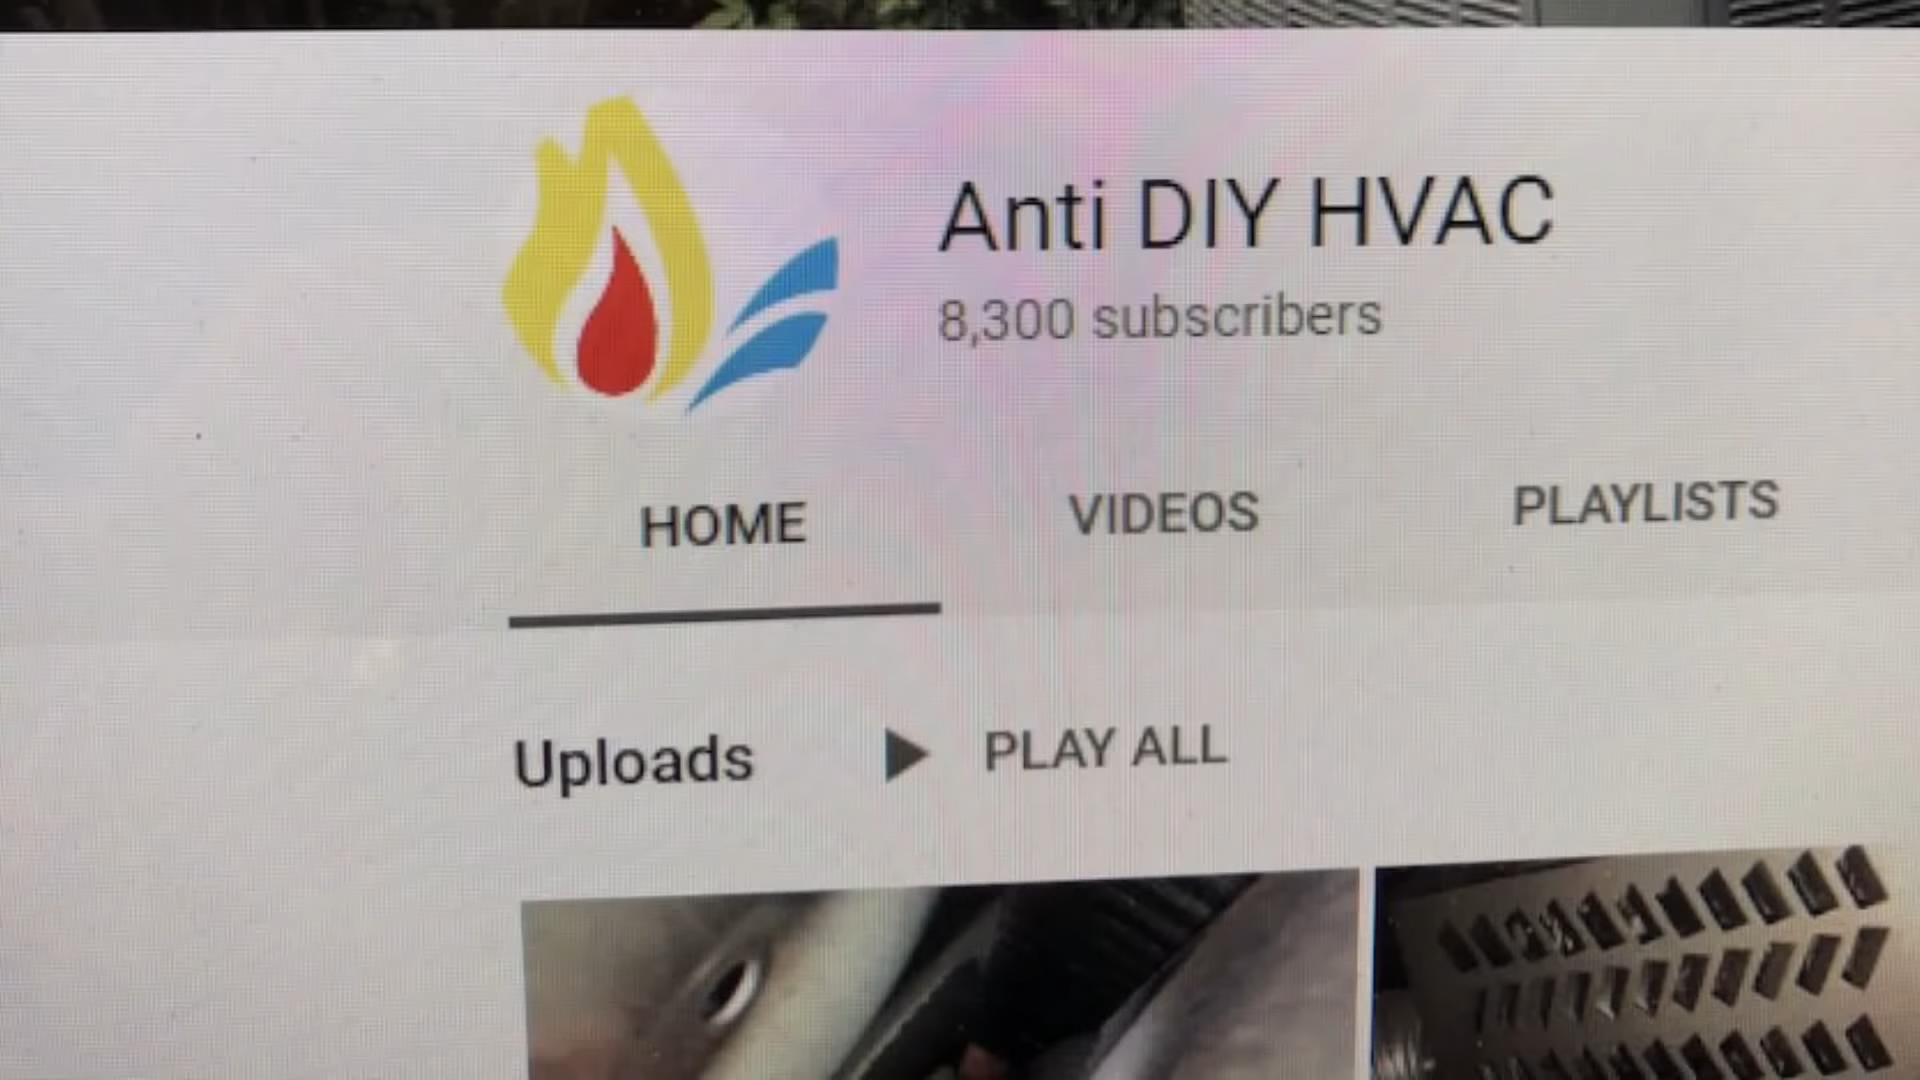 Anti DIY HVAC
8,300 subscribers
HOME VIDEOS PLAYLISTS
Uploads PLAY ALL